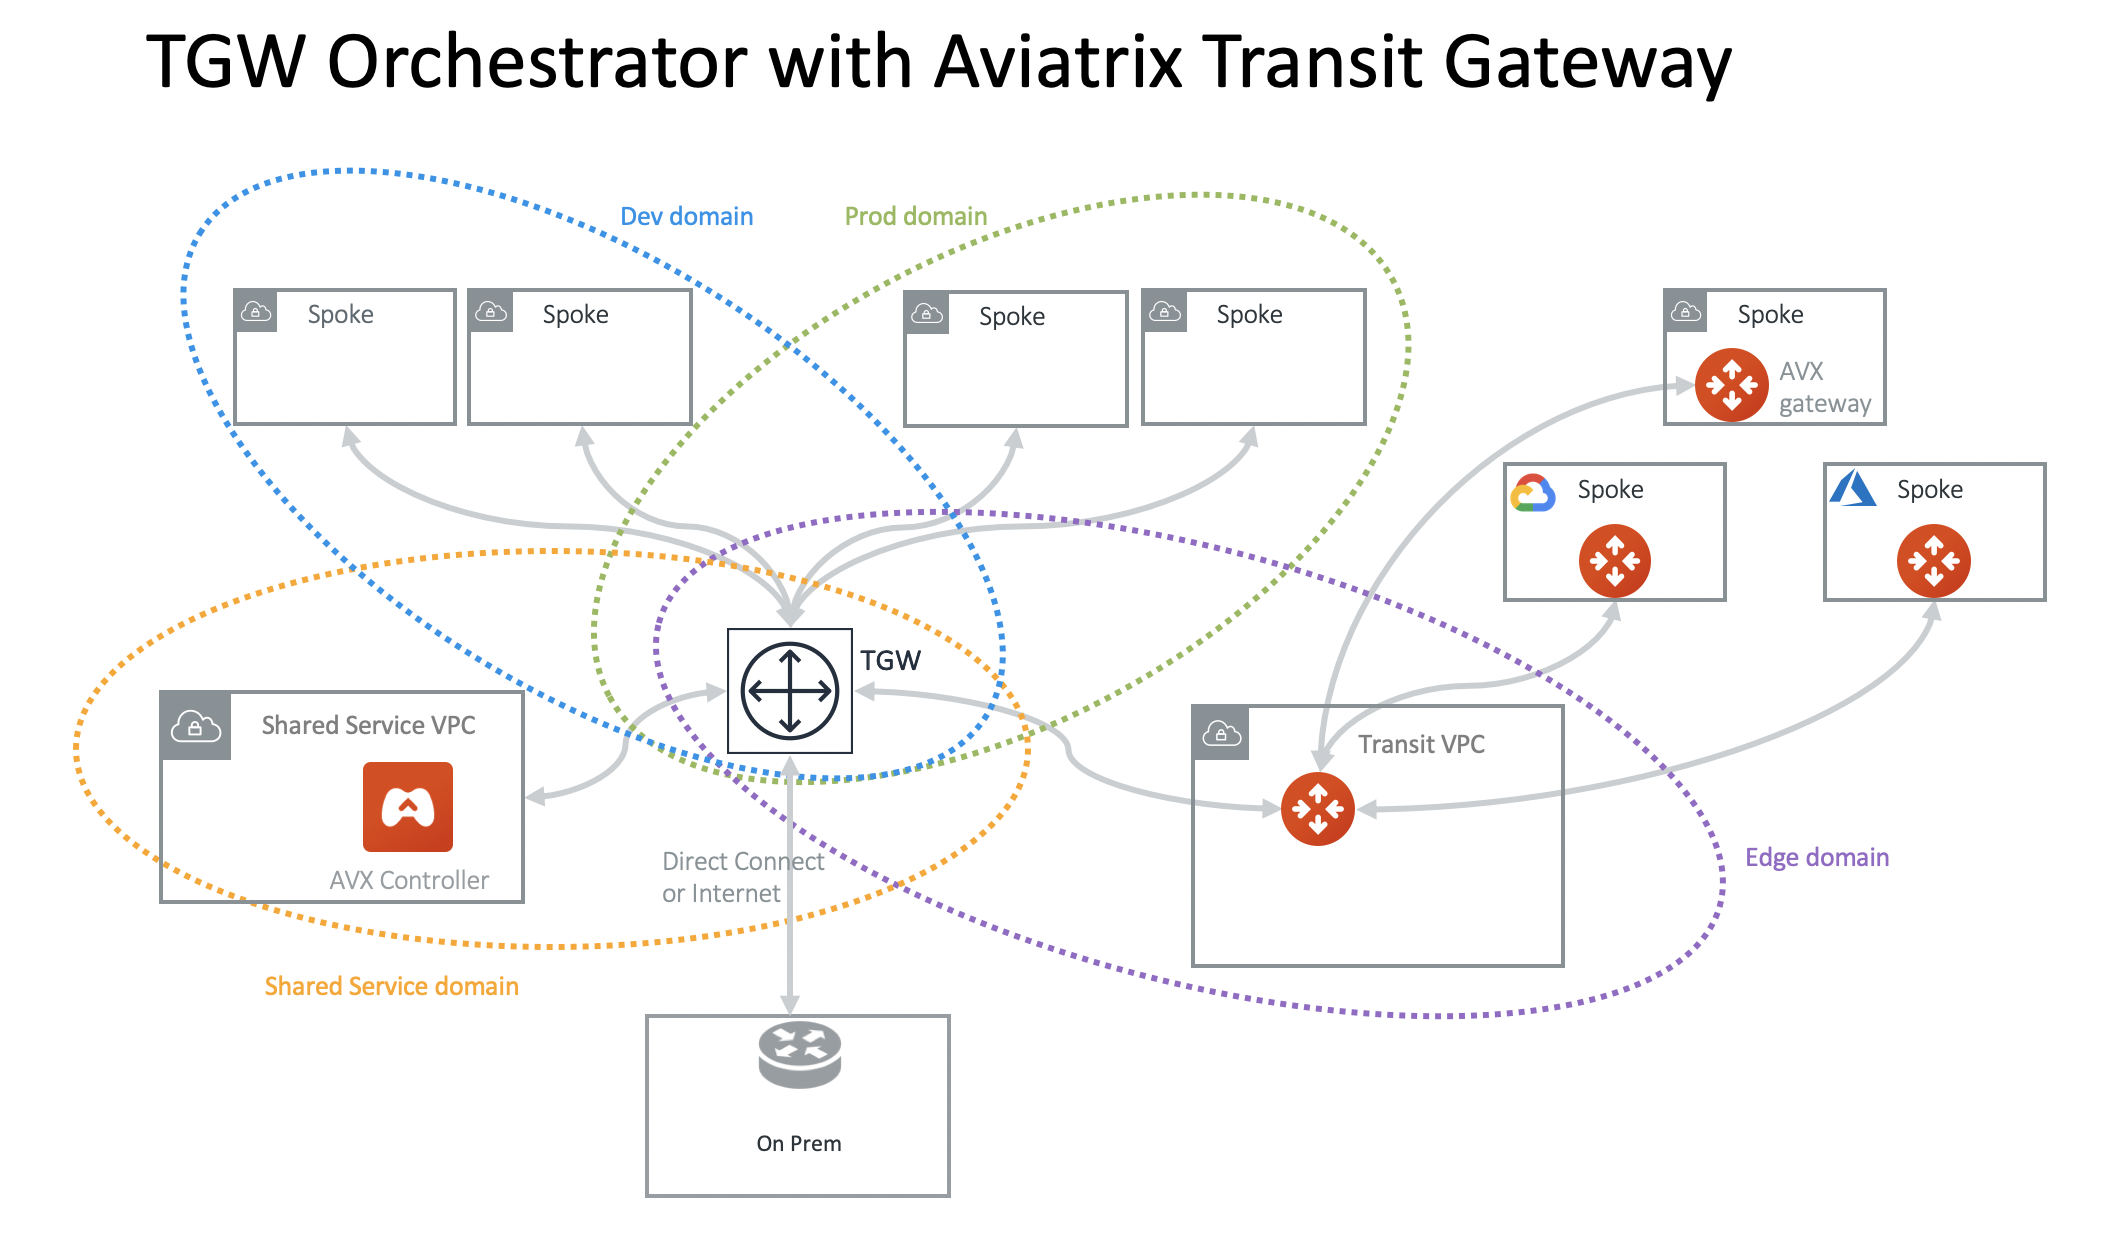 TGW Orchestrator with Aviatrix Transit Gateway
Dev domain
Prod domain
Spoke
Spoke
Spoke
Spoke
Spoke
AVX
gateway
Spoke
Spoke
TGW
Shared Service VPC
AVX Controller
Transit VPC
Direct Connect
or Internet
Edge domain
Shared Service domain
On Prem